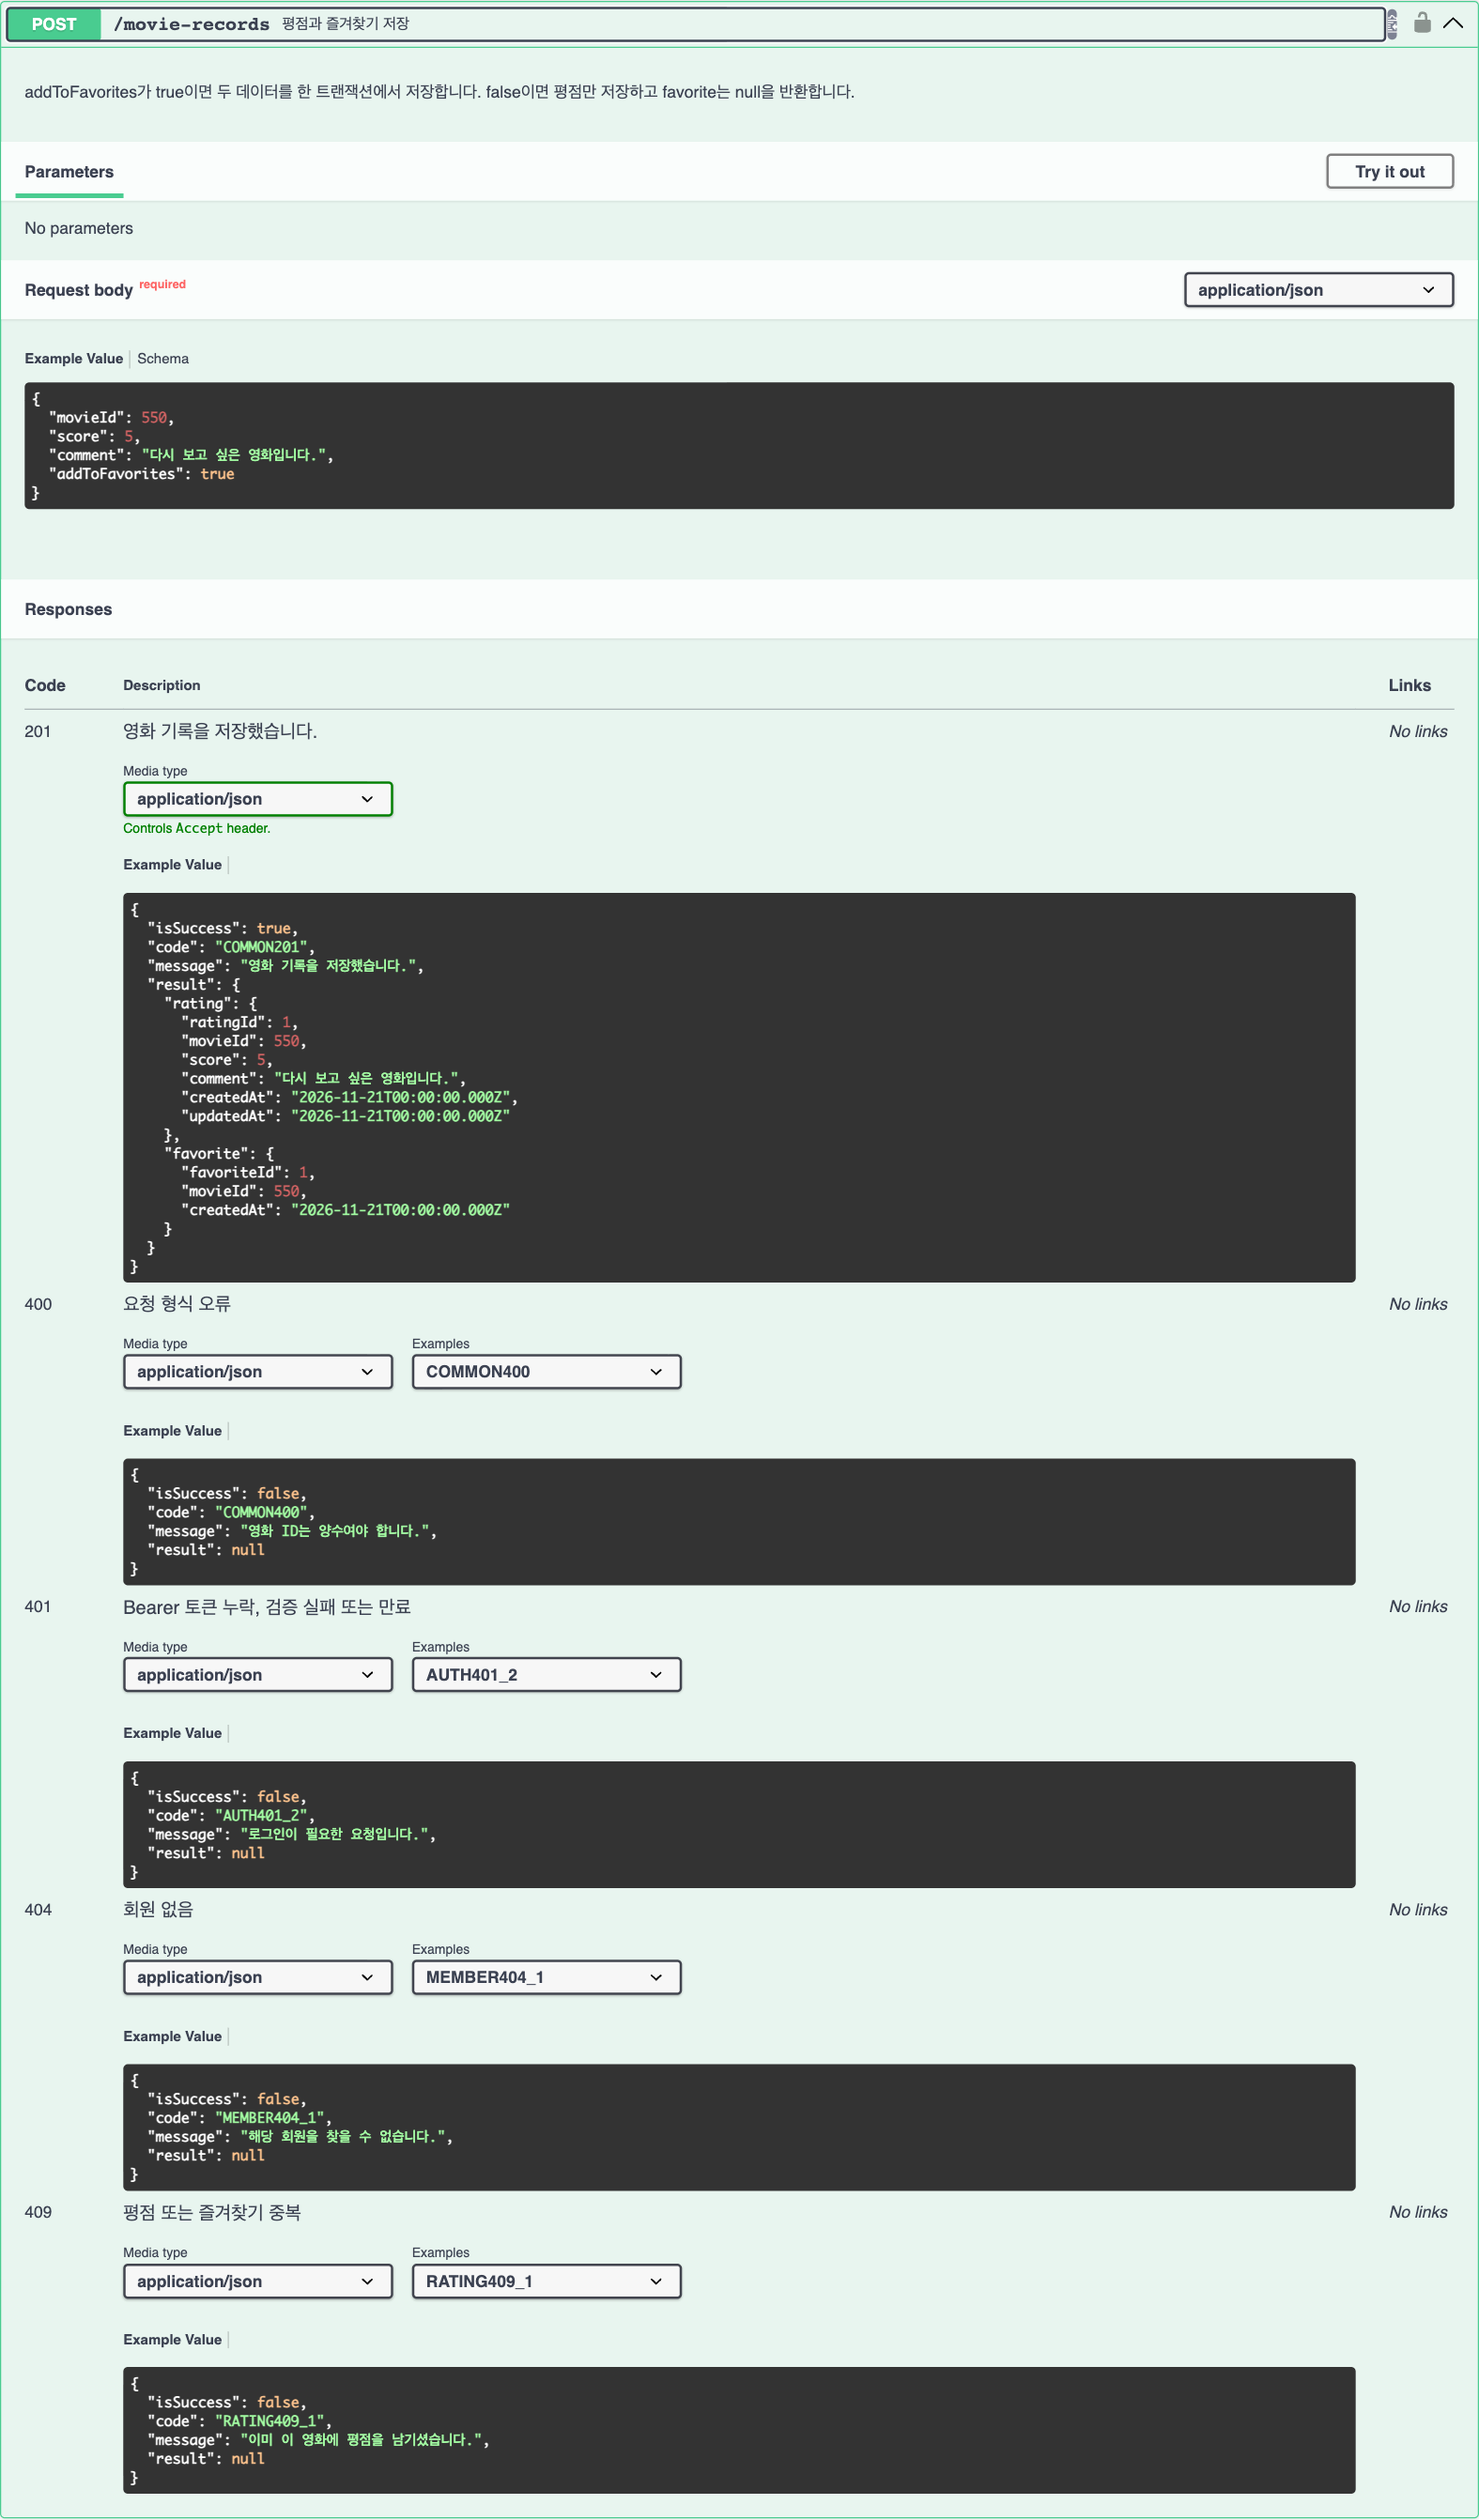 POST /movie-records 평점과 즐겨찾기 저장
addToFavorites가 true이면 두 데이터를 한 트랜잭션에서 저장합니다. false이면 평점만 저장하고 favorite는 null을 반환합니다.
Parameters
Try it out
No parameters
Request body required
application/json
Example Value Schema
{
"movieId": 550,
"score": 5,
"comment": "다시 보고 싶은 영화입니다.",
"addToFavorites": true
}
Responses
Code Description Links
201 영화 기록을 저장했습니다. No links
Media type
application/json
Controls Accept header.
Example Value
{
"isSuccess": true,
"code": "COMMON201",
"message": "영화 기록을 저장했습니다.",
"result": {
"rating": {
"ratingId": 1,
"movieId": 550,
"score": 5,
"comment": "다시 보고 싶은 영화입니다.",
"createdAt": "2026-11-21T00:00:00.000Z",
"updatedAt": "2026-11-21T00:00:00.000Z"
},
"favorite": {
"favoriteId": 1,
"movieId": 550,
"createdAt": "2026-11-21T00:00:00.000Z"
}
}
}
400 요청 형식 오류 No links
Media type Examples
application/json COMMON400
Example Value
{
"isSuccess": false,
"code": "COMMON400",
"message": "영화 ID는 양수여야 합니다.",
"result": null
}
401 Bearer 토큰 누락, 검증 실패 또는 만료 No links
Media type Examples
application/json AUTH401_2
Example Value
{
"isSuccess": false,
"code": "AUTH401_2",
"message": "로그인이 필요한 요청입니다.",
"result": null
}
404 회원 없음 No links
Media type Examples
application/json MEMBER404_1
Example Value
{
"isSuccess": false,
"code": "MEMBER404_1",
"message": "해당 회원을 찾을 수 없습니다.",
"result": null
}
409 평점 또는 즐겨찾기 중복 No links
Media type Examples
application/json RATING409_1
Example Value
{
"isSuccess": false,
"code": "RATING409_1",
"message": "이미 이 영화에 평점을 남기셨습니다.",
"result": null
}